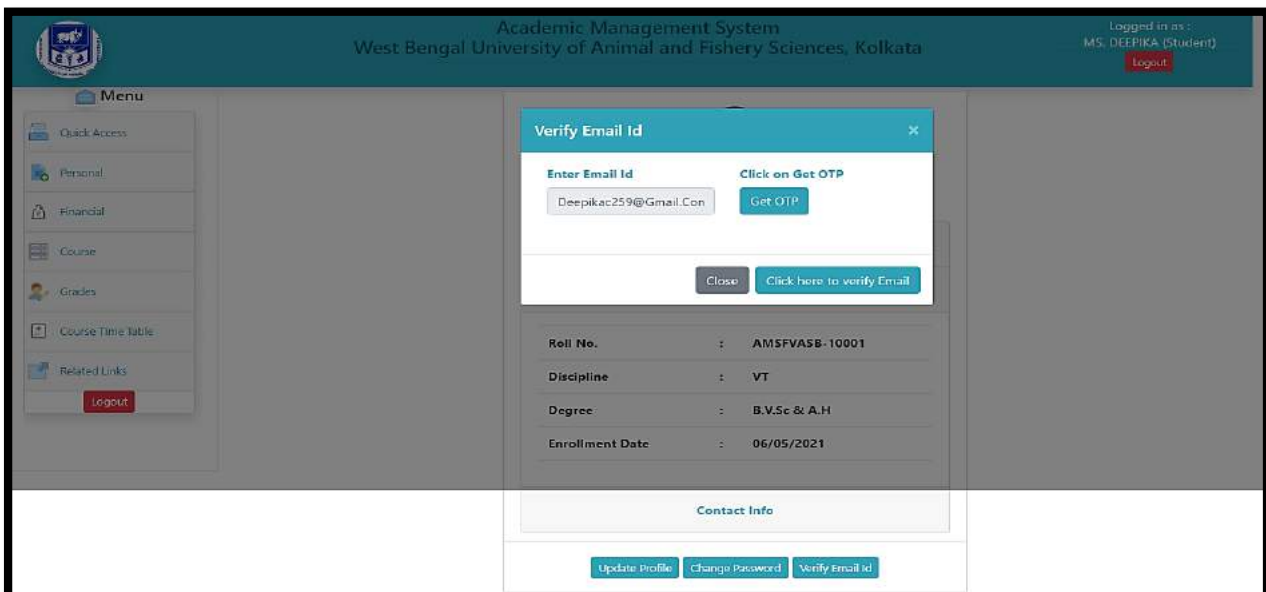 Academic Management System
West Bengal University of Animal and Fishery Sciences, Kolkata
Logged in as :
MS. DEEPIKA (Student)
Logout
Menu
Quick Access
Personal
Financial
Course
Grades
Course Time Table
Related Links
Logout
Verify Email Id ×
Enter Email Id Click on Get OTP
Deepikac259@Gmail.Con Get OTP
Close Click here to verify Email
Roll No. : AMSFVASB-10001
Discipline : VT
Degree : B.V.Sc & A.H
Enrollment Date : 06/05/2021
Contact Info
Update Profile Change Password Verify Email Id